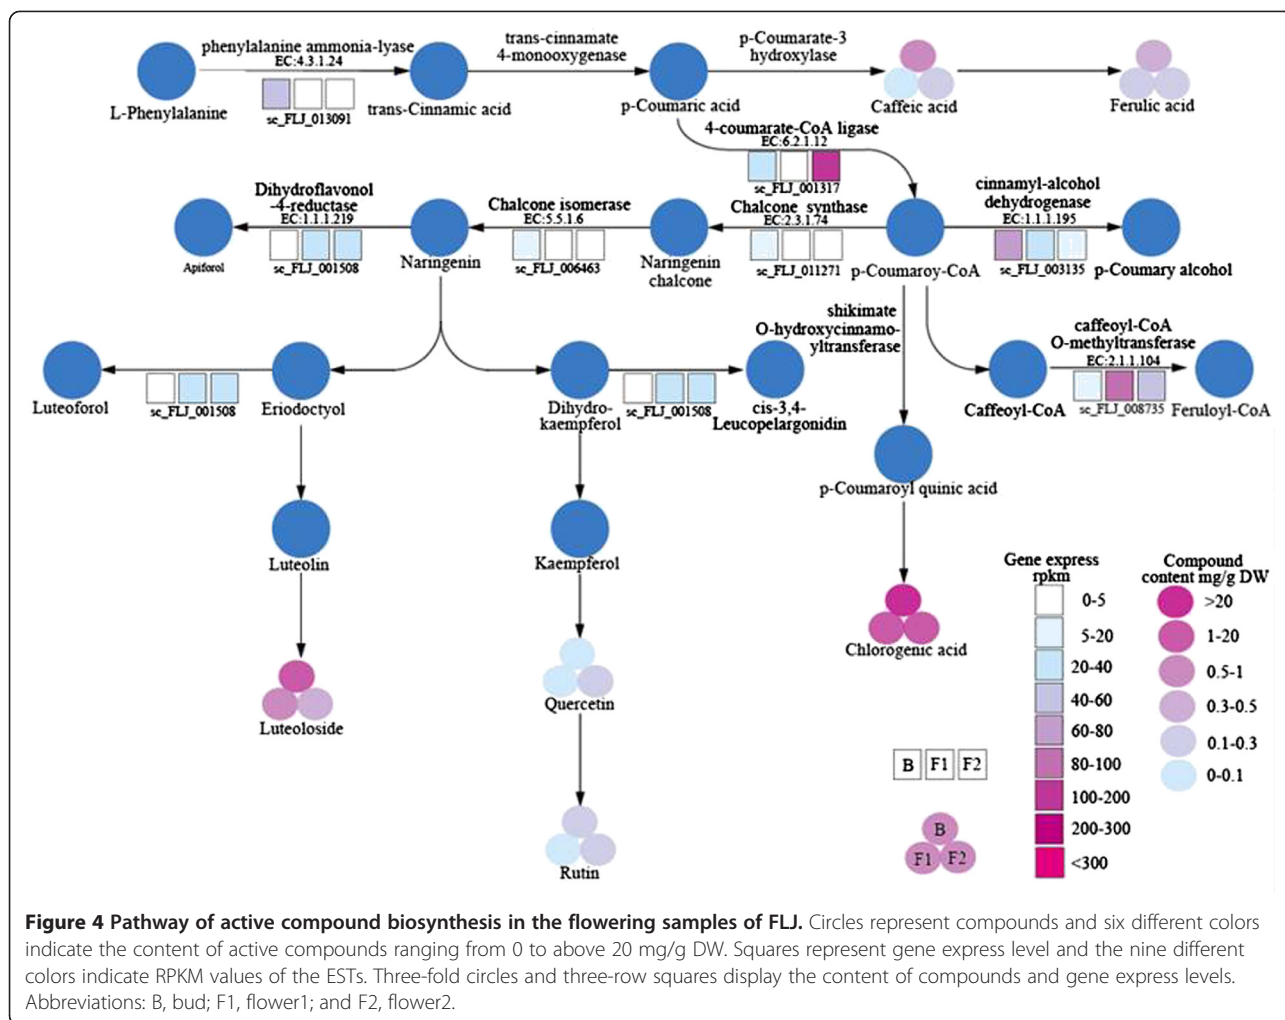 phenylalanine ammonia-lyase
EC:4.3.1.24
sc_FLJ_013091
L-Phenylalanine
trans-Cinnamic acid
trans-cinnamate
4-monooxygenase
p-Coumaric acid
p-Coumarate-3
hydroxylase
Caffeic acid
Ferulic acid
4-coumarate-CoA ligase
EC:6.2.1.12
sc_FLJ_001317
Dihydroflavonol
-4-reductase
EC:1.1.1.219
sc_FLJ_001508
Apiforol
Naringenin
Chalcone isomerase
EC:5.5.1.6
sc_FLJ_006463
Naringenin
chalcone
Chalcone synthase
EC:2.3.1.74
sc_FLJ_011271
p-Coumaroy-CoA
cinnamyl-alcohol
dehydrogenase
EC:1.1.1.195
sc_FLJ_003135
p-Coumary alcohol
shikimate
O-hydroxycinnamo-
yltransferase
caffeoyl-CoA
O-methyltransferase
EC:2.1.1.104
sc_FLJ_008735
Caffeoyl-CoA
Feruloyl-CoA
Luteoforol
sc_FLJ_001508
Eriodoctyol
Dihydro-
kaempferol
sc_FLJ_001508
cis-3,4-
Leucopelargonidin
p-Coumaroyl quinic acid
Luteolin
Kaempferol
Chlorogenic acid
Luteoloside
Quercetin
Rutin
B F1 F2
B
F1 F2
Gene express
rpkm
0-5
5-20
20-40
40-60
60-80
80-100
100-200
200-300
<300
Compound
content mg/g DW
>20
1-20
0.5-1
0.3-0.5
0.1-0.3
0-0.1
Figure 4 Pathway of active compound biosynthesis in the flowering samples of FLJ. Circles represent compounds and six different colors
indicate the content of active compounds ranging from 0 to above 20 mg/g DW. Squares represent gene express level and the nine different
colors indicate RPKM values of the ESTs. Three-fold circles and three-row squares display the content of compounds and gene express levels.
Abbreviations: B, bud; F1, flower1; and F2, flower2.